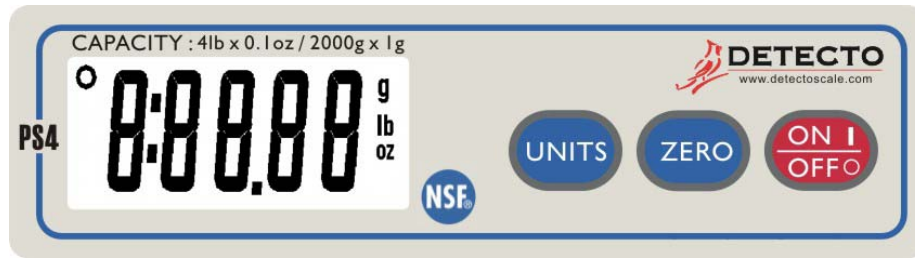 CAPACITY : 4lb x 0.1oz / 2000g x 1g
PS4
8:88.88
g
lb
oz
NSF®
UNITS
ZERO
ON I
OFF O
DETECTO
www.detectoscale.com